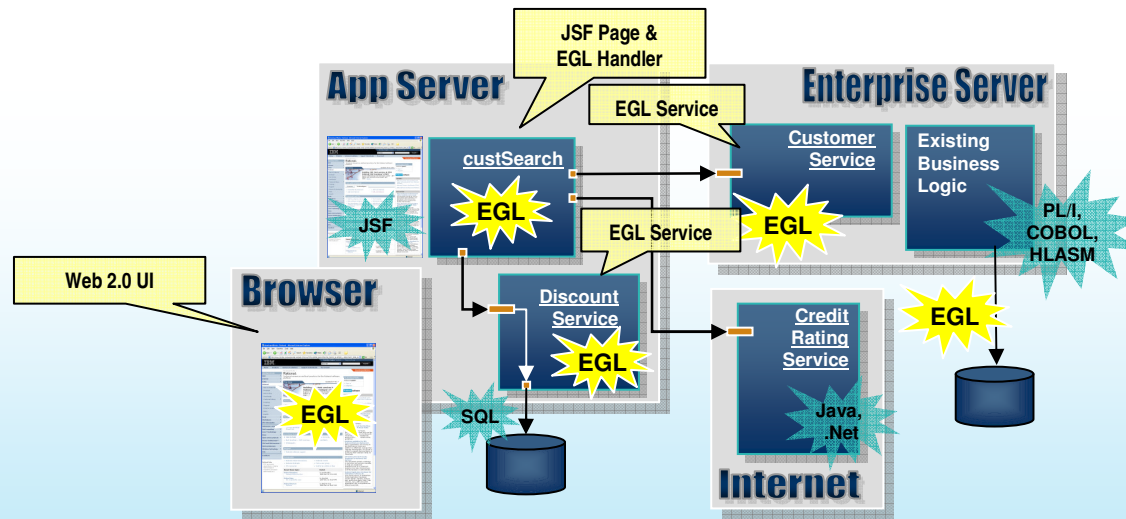 JSF Page &
EGL Handler
App Server
Enterprise Server
EGL Service
custSearch
Customer
Service
Existing
Business
Logic
JSF
EGL
EGL
PL/I,
COBOL,
HLASM
EGL Service
Web 2.0 UI
Browser
Discount
Service
EGL
Credit
Rating
Service
EGL
EGL
SQL
Java,
.Net
Internet